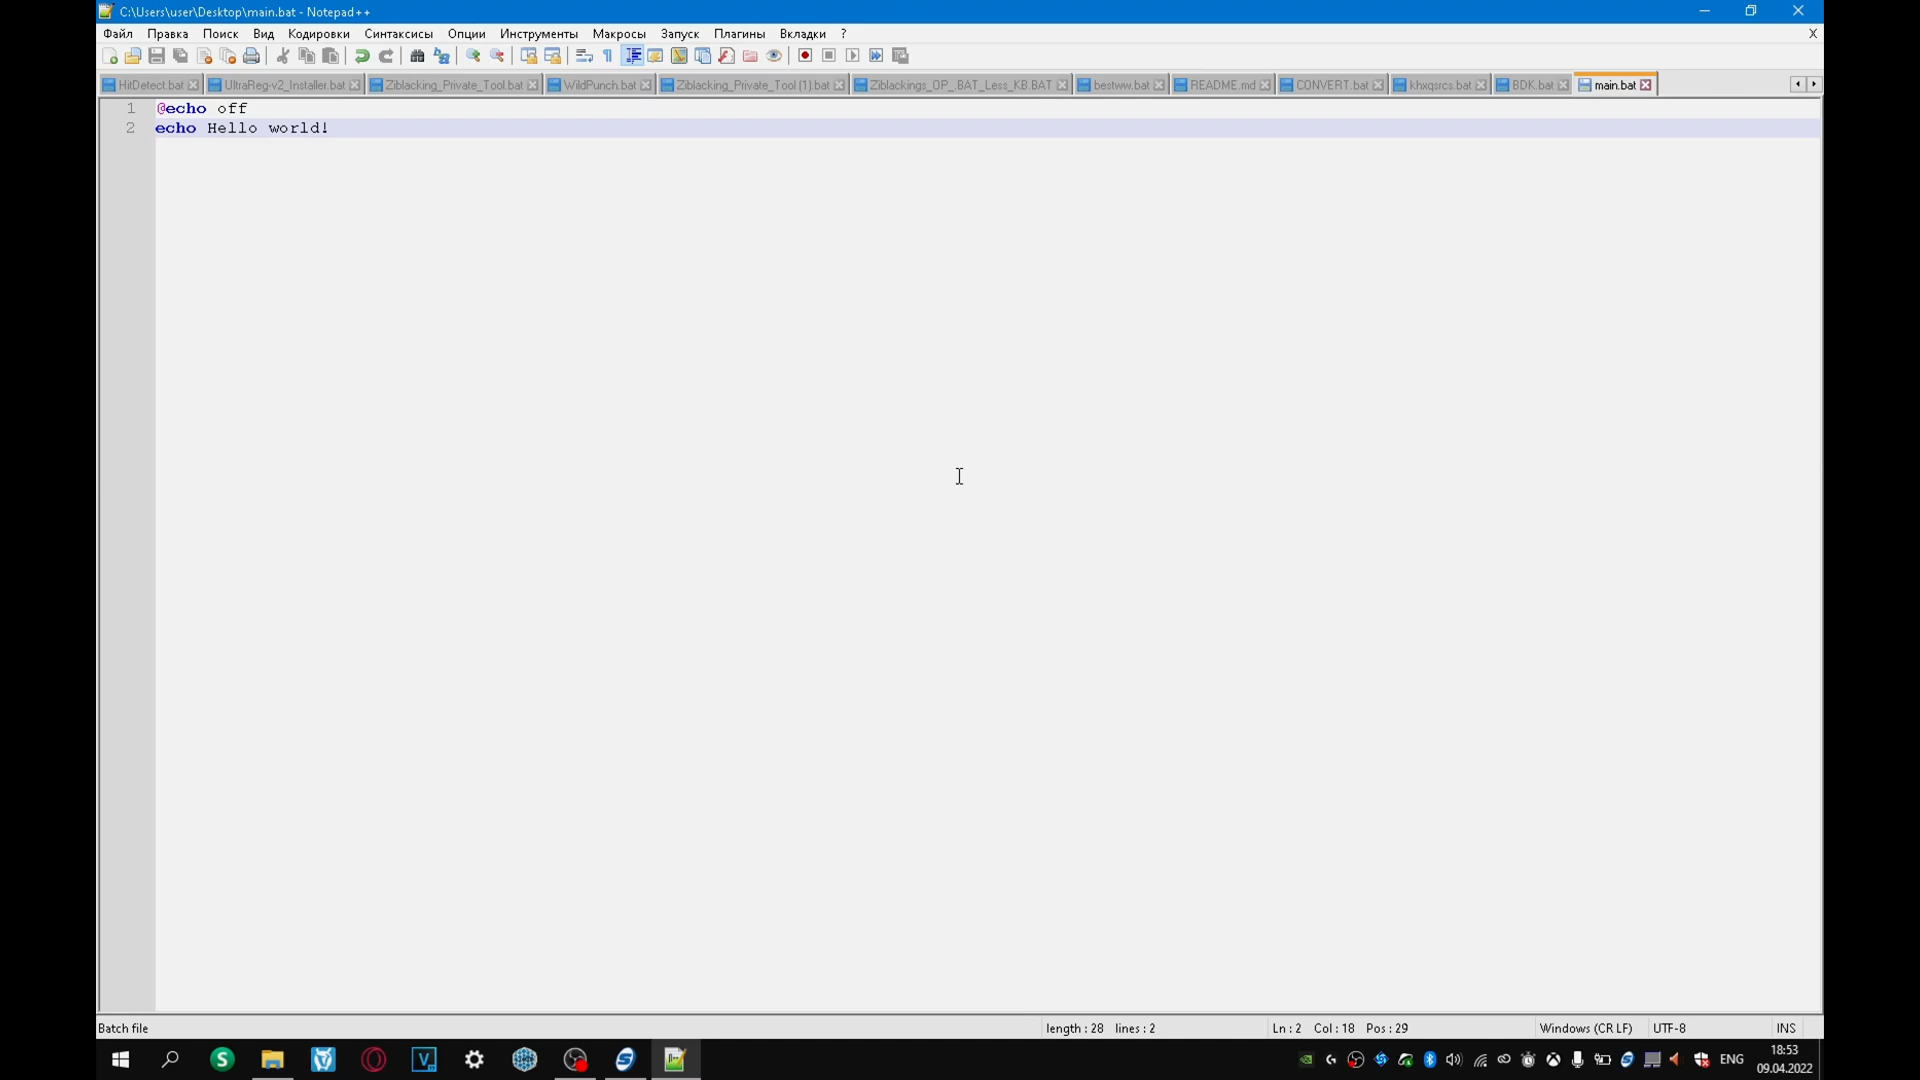 C:\Users\user\Desktop\main.bat - Notepad++
Файл Правка Поиск Вид Кодировки Синтаксисы Опции Инструменты Макросы Запуск Плагины Вкладки ? X
HitDetect.bat UltraReg-v2_Installer.bat Ziblacking_Private_Tool.bat WildPunch.bat Ziblacking_Private_Tool (1).bat Ziblackings_OP_.BAT_Less_KB.BAT bestww.bat README.md CONVERT.bat khxqsrcs.bat BDK.bat main.bat
1 @echo off
2 echo Hello world!
Batch file length : 28 lines : 2 Ln : 2 Col : 18 Pos : 29 Windows (CR LF) UTF-8 INS
ENG 18:53
09.04.2022